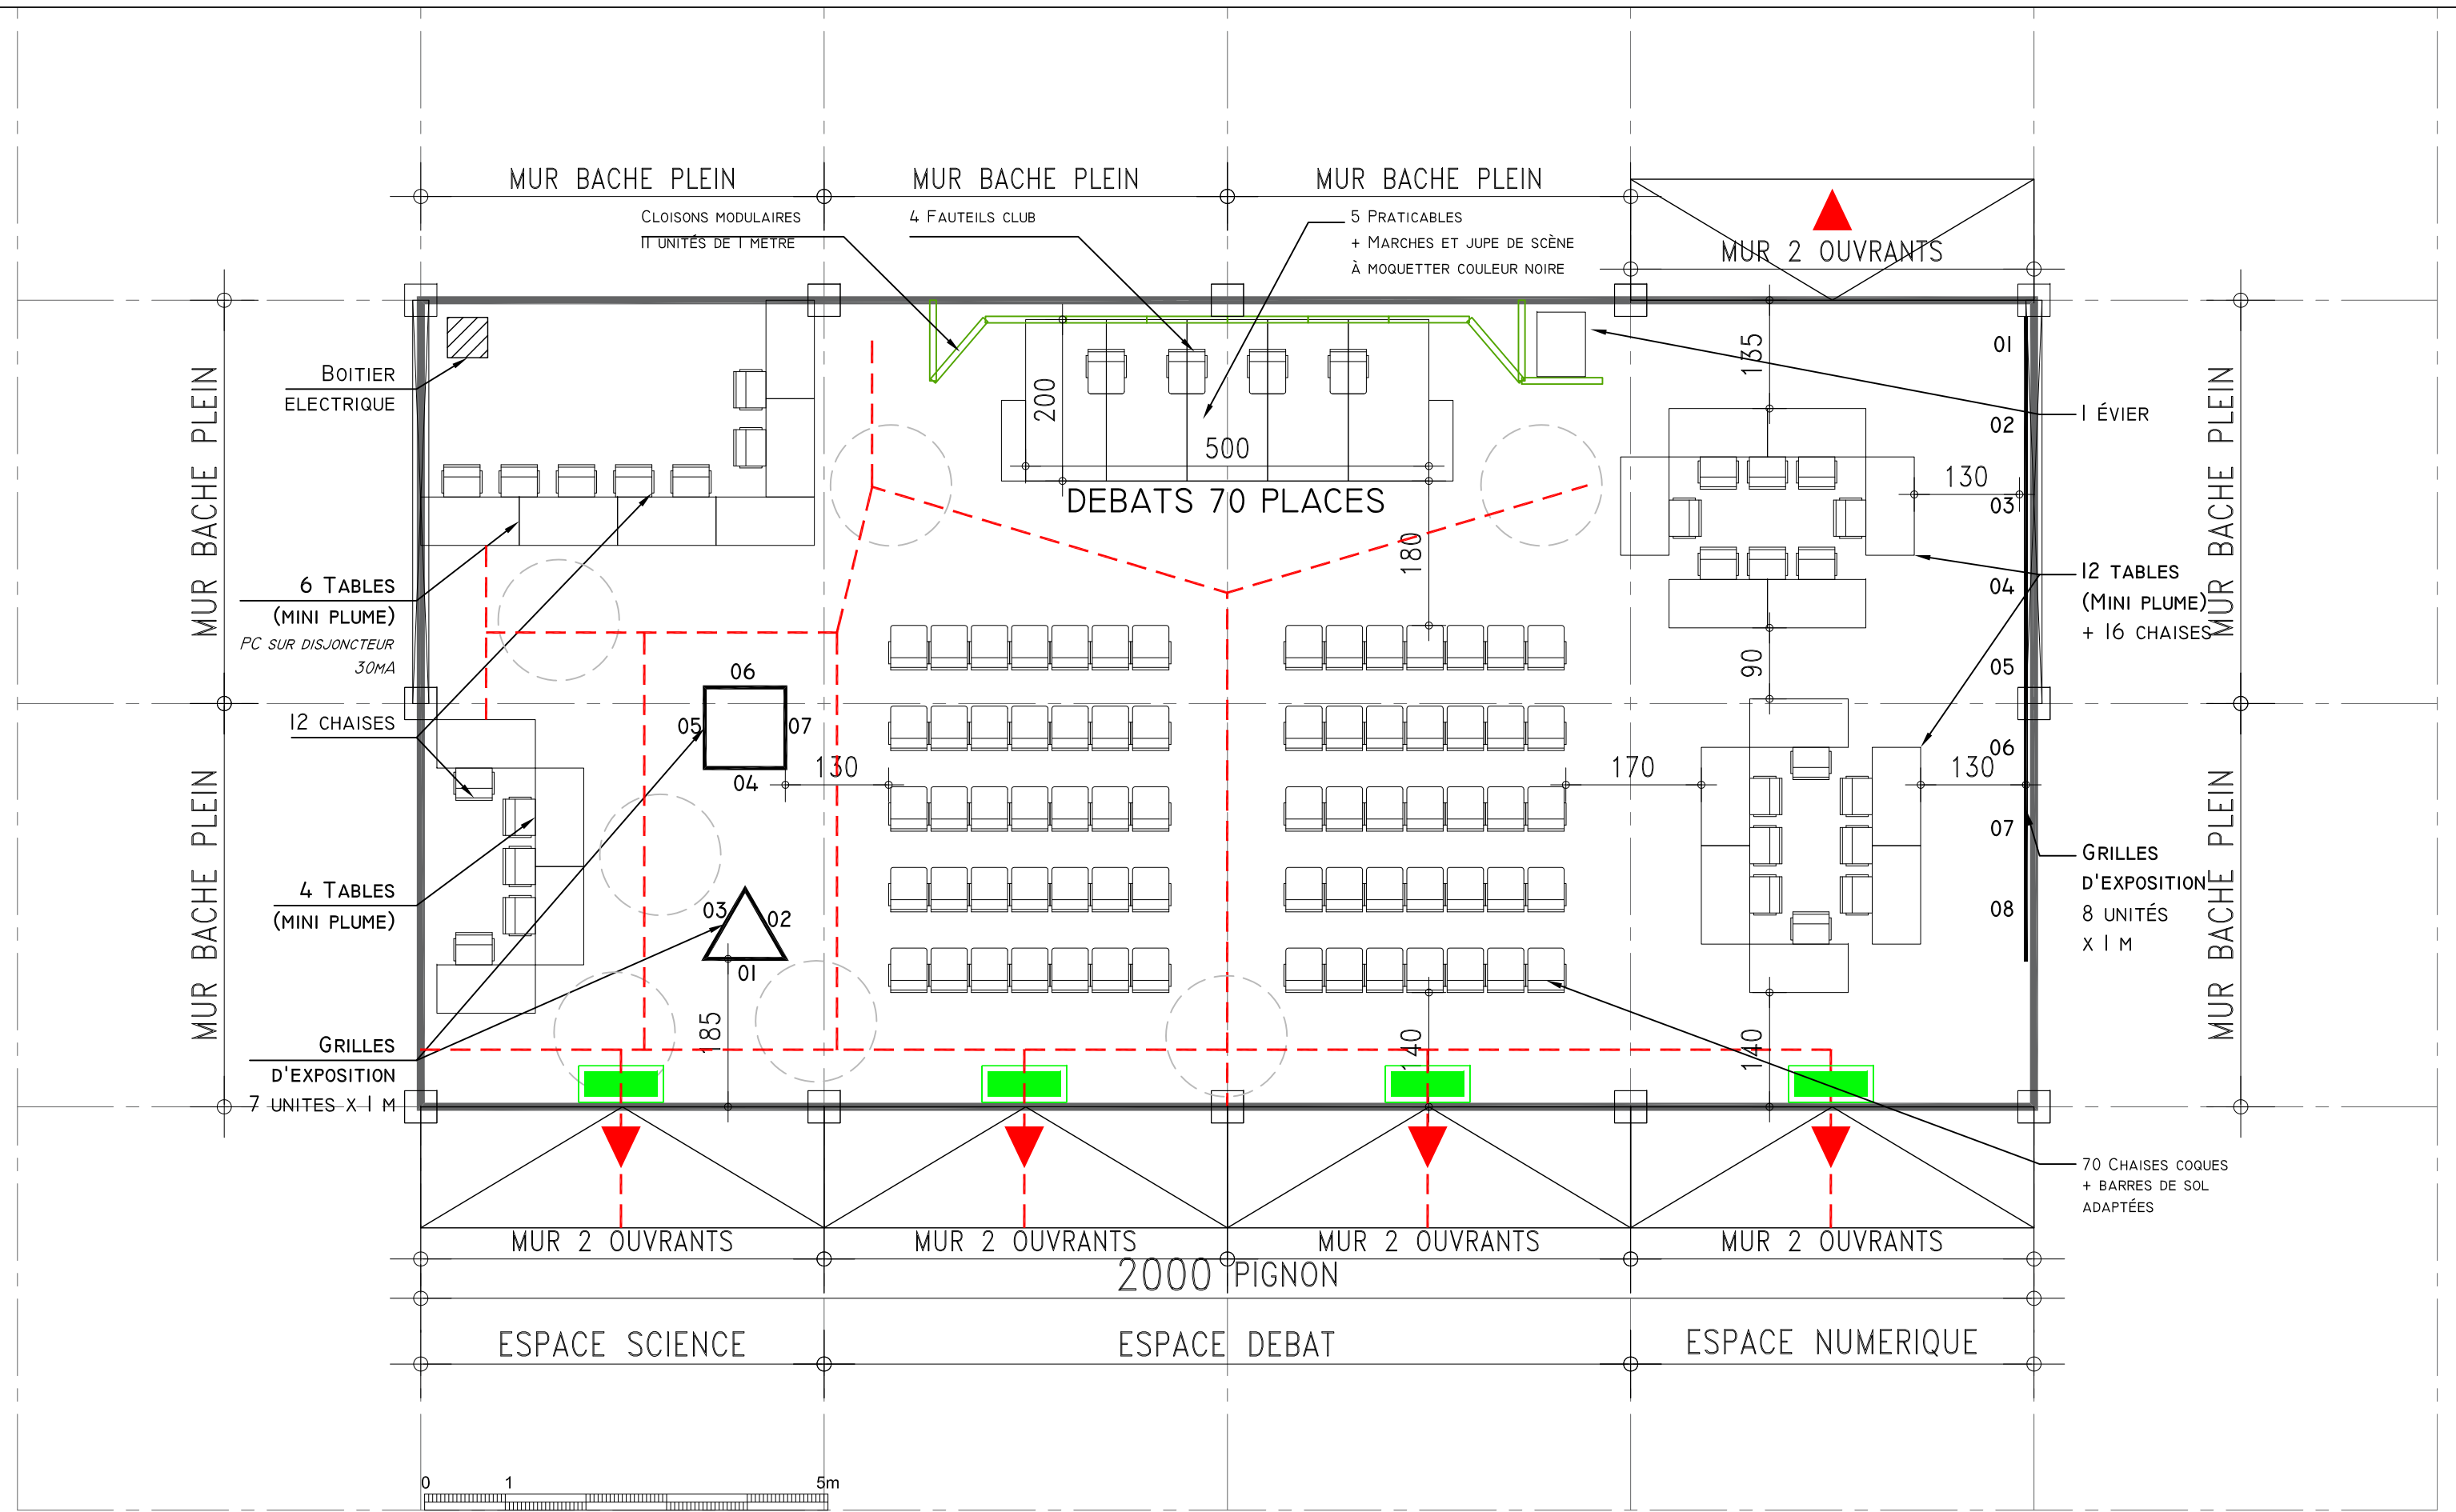 MUR BACHE PLEIN
MUR BACHE PLEIN
MUR BACHE PLEIN
MUR 2 OUVRANTS
CLOISONS MODULAIRES
11 UNITÉS DE 1 METRE
4 FAUTEILS CLUB
5 PRATICABLES
+ MARCHES ET JUPE DE SCÈNE
À MOQUETTER COULEUR NOIRE
MUR BACHE PLEIN
MUR BACHE PLEIN
MUR BACHE PLEIN
MUR BACHE PLEIN
BOITIER
ELECTRIQUE
6 TABLES
(MINI PLUME)
PC SUR DISJONCTEUR
30MA
12 CHAISES
4 TABLES
(MINI PLUME)
GRILLES
D'EXPOSITION
7 UNITES X 1 M
200
500
DEBATS 70 PLACES
180
135
130
90
170
130
130
185
140
140
06
05
07
04
03
02
01
01
02
03
04
05
06
07
08
1 ÉVIER
12 TABLES
(MINI PLUME)
+ 16 CHAISES
GRILLES
D'EXPOSITION
8 UNITÉS
X 1 M
70 CHAISES COQUES
+ BARRES DE SOL
ADAPTÉES
MUR 2 OUVRANTS
MUR 2 OUVRANTS
MUR 2 OUVRANTS
MUR 2 OUVRANTS
2000 PIGNON
ESPACE SCIENCE
ESPACE DEBAT
ESPACE NUMERIQUE
0 1 5m